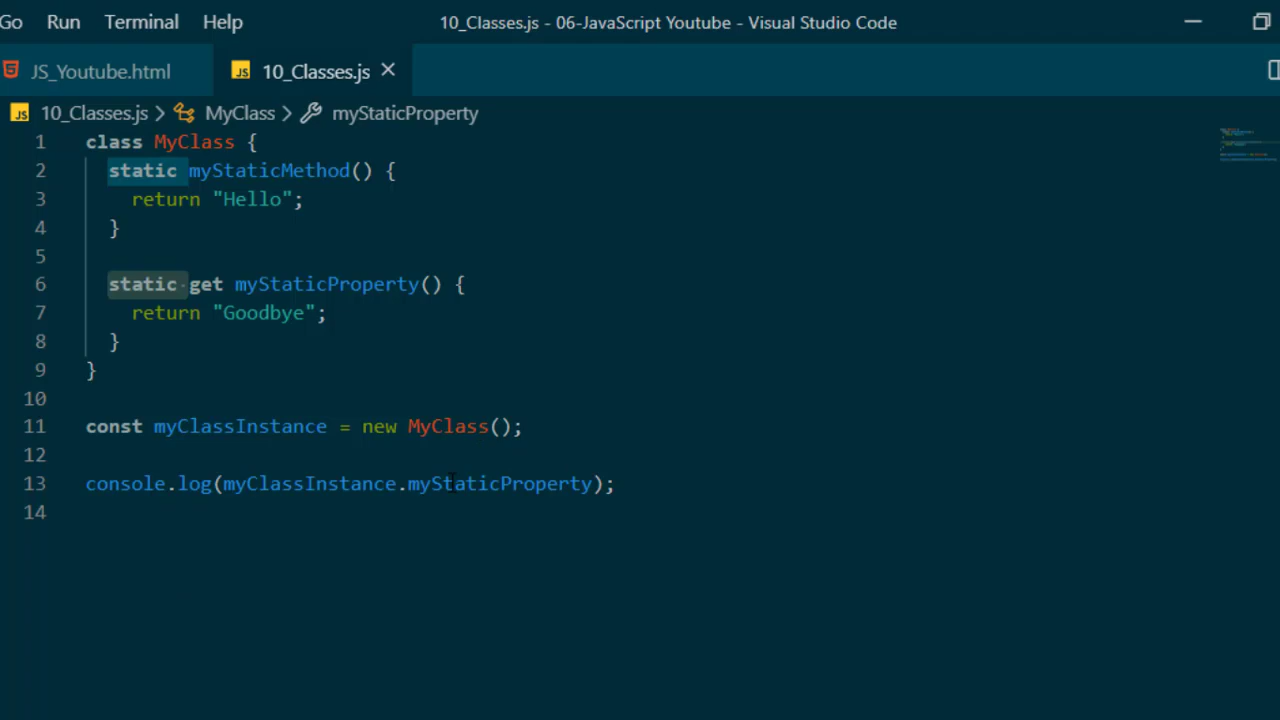 Go Run Terminal Help 10_Classes.js - 06-JavaScript Youtube - Visual Studio Code
JS_Youtube.html JS 10_Classes.js
JS 10_Classes.js > MyClass > myStaticProperty
1 class MyClass {
2 static myStaticMethod() {
3 return "Hello";
4 }
5
6 static get myStaticProperty() {
7 return "Goodbye";
8 }
9 }
10
11 const myClassInstance = new MyClass();
12
13 console.log(myClassInstance.myStaticProperty);
14